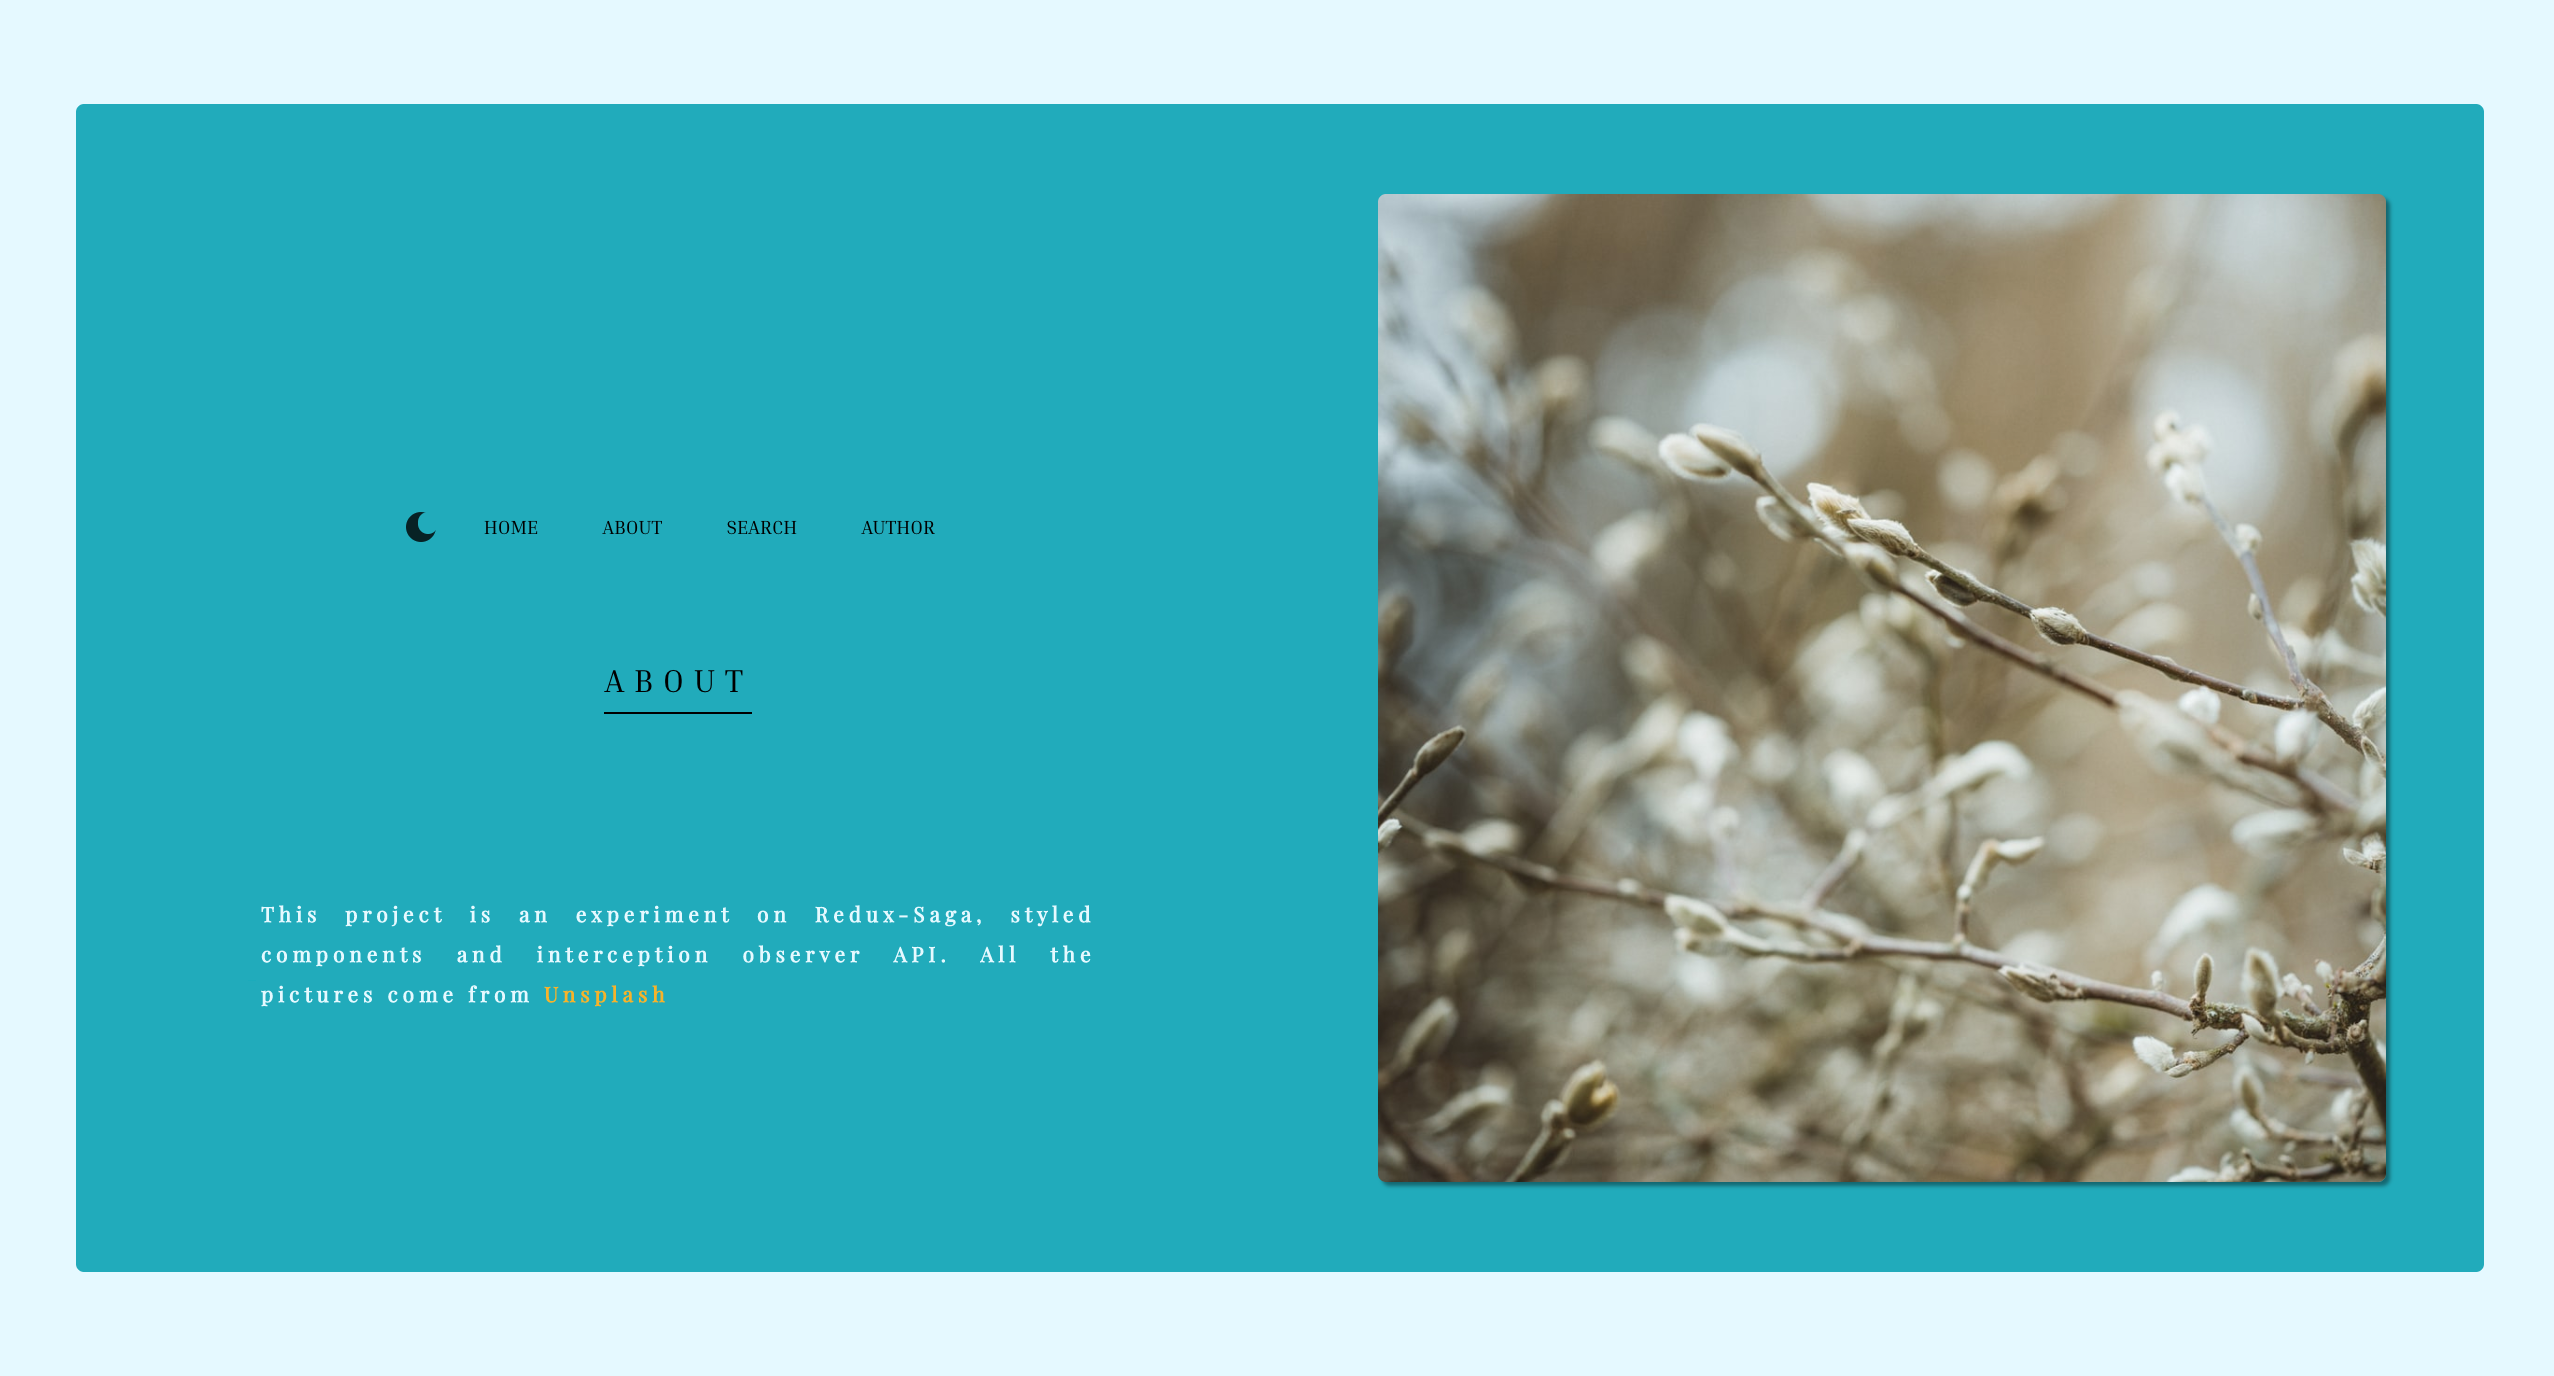 HOME ABOUT SEARCH AUTHOR
ABOUT
This project is an experiment on Redux-Saga, styled
components and interception observer API. All the
pictures come from Unsplash